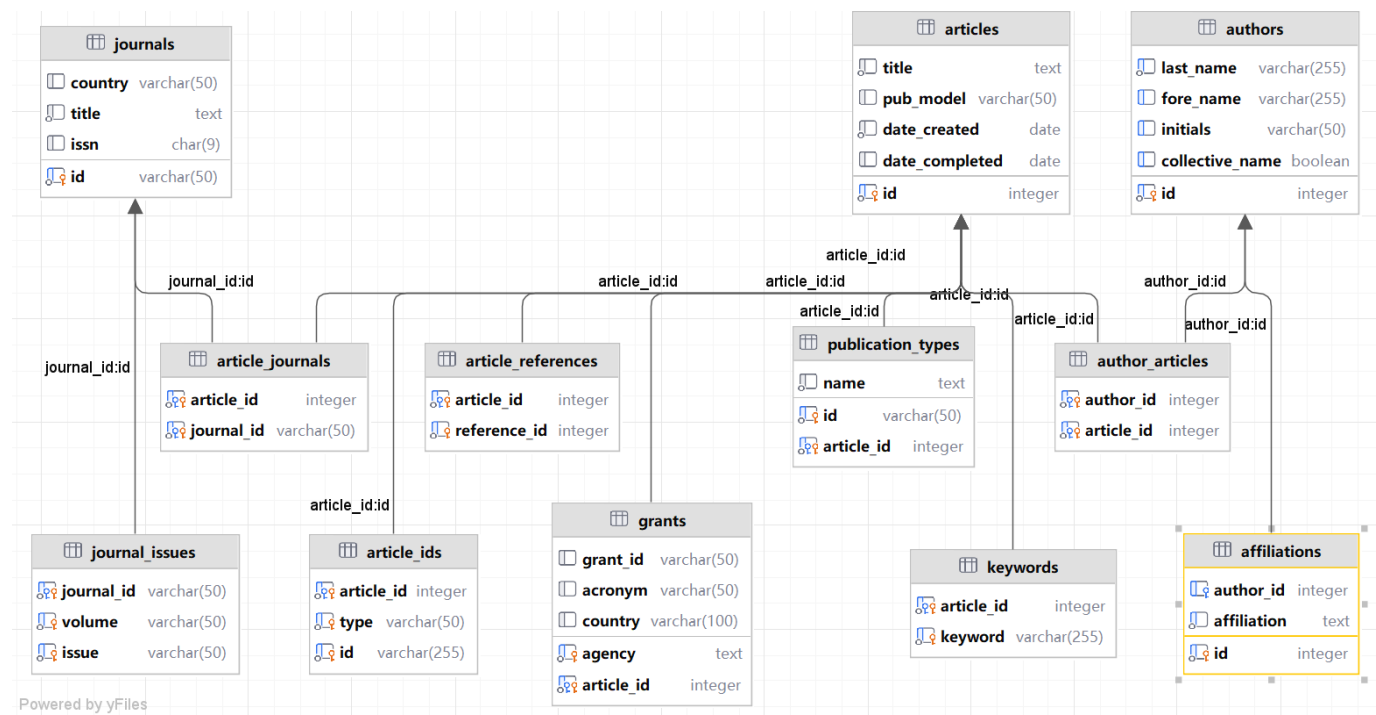 journals
country varchar(50)
title text
issn char(9)
id varchar(50)
articles
title text
pub_model varchar(50)
date_created date
date_completed date
id integer
authors
last_name varchar(255)
fore_name varchar(255)
initials varchar(50)
collective_name boolean
id integer
article_id:id
journal_id:id
article_id:id
article_id:id
article_id:id
author_id:id
article_id:id
article_id:id
author_id:id
journal_id:id
article_journals
article_id integer
journal_id varchar(50)
article_references
article_id integer
reference_id integer
publication_types
name text
id varchar(50)
article_id integer
author_articles
author_id integer
article_id integer
article_id:id
journal_issues
journal_id varchar(50)
volume varchar(50)
issue varchar(50)
article_ids
article_id integer
type varchar(50)
id varchar(255)
grants
grant_id varchar(50)
acronym varchar(50)
country varchar(100)
agency text
article_id integer
keywords
article_id integer
keyword varchar(255)
affiliations
author_id integer
affiliation text
id integer
Powered by yFiles